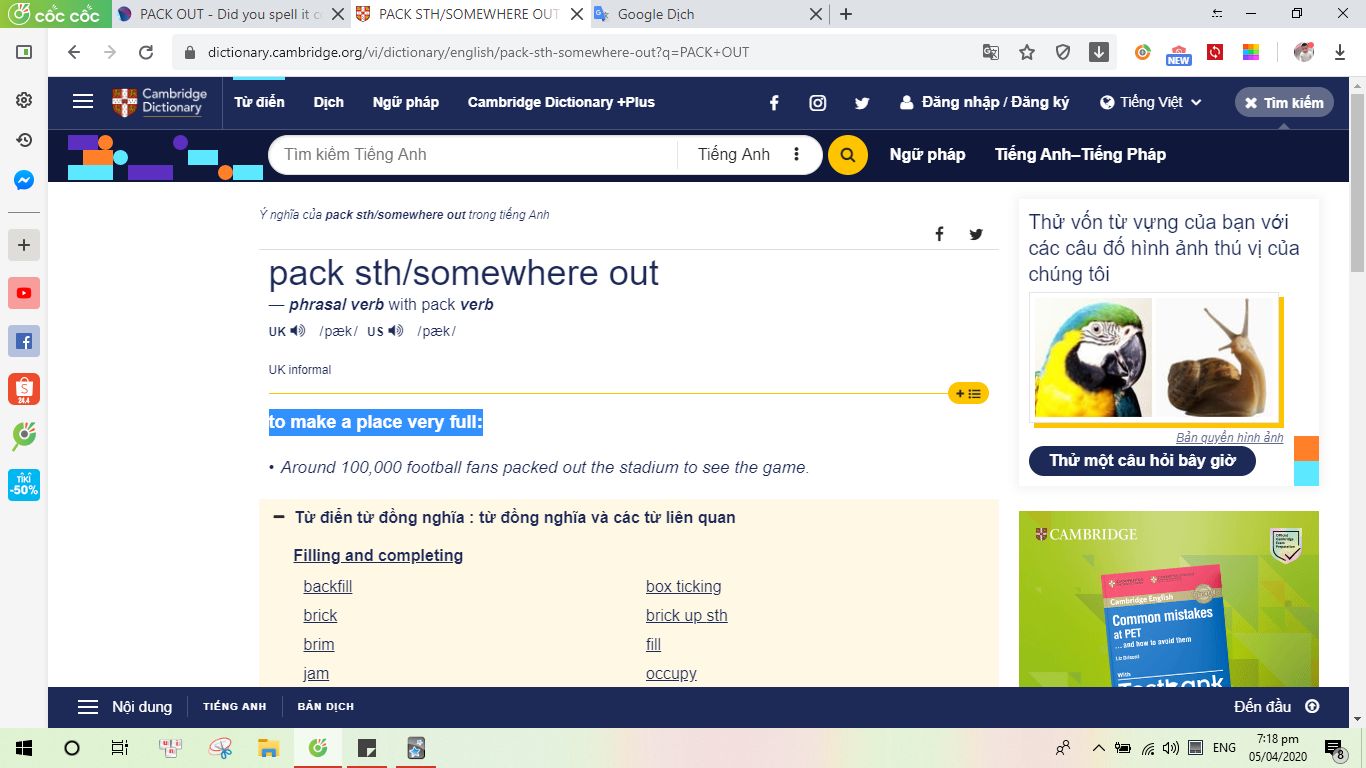 cốc cốc
PACK OUT - Did you spell it co
PACK STH/SOMEWHERE OUT
Google Dịch
dictionary.cambridge.org/vi/dictionary/english/pack-sth-somewhere-out?q=PACK+OUT
NEW
Cambridge
Dictionary
Từ điển
Dịch
Ngữ pháp
Cambridge Dictionary +Plus
Đăng nhập / Đăng ký
Tiếng Việt
Tìm kiếm
Tìm kiếm Tiếng Anh
Tiếng Anh
Ngữ pháp
Tiếng Anh–Tiếng Pháp
Ý nghĩa của pack sth/somewhere out trong tiếng Anh
pack sth/somewhere out
— phrasal verb with pack verb
UK /pæk/ US /pæk/
UK informal
to make a place very full:
• Around 100,000 football fans packed out the stadium to see the game.
Từ điển từ đồng nghĩa : từ đồng nghĩa và các từ liên quan
Filling and completing
backfill
box ticking
brick
brick up sth
brim
fill
jam
occupy
Thử vốn từ vựng của bạn với
các câu đố hình ảnh thú vị của
chúng tôi
Bản quyền hình ảnh
Thử một câu hỏi bây giờ
CAMBRIDGE
Cambridge English
Common mistakes
at PET
... and how to avoid them
Liz Driscoll
With
Testbank
24.4
TIKI
-50%
Nội dung
TIẾNG ANH
BẢN DỊCH
Đến đầu
ENG
7:18 pm
05/04/2020
8